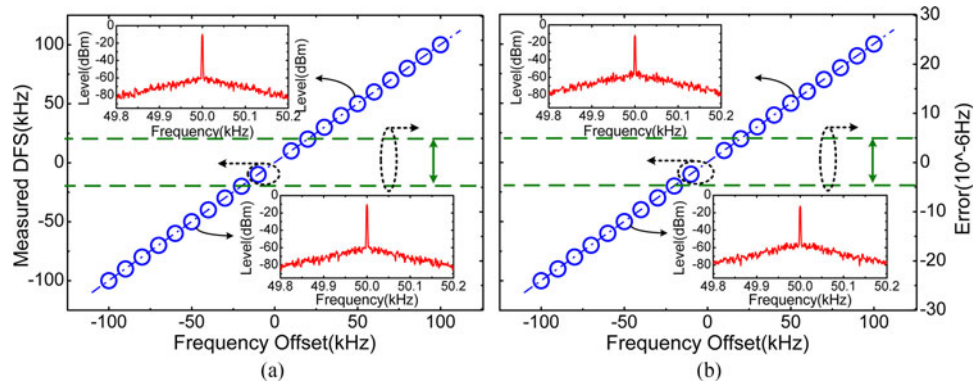 Measured DFS(kHz)
100
50
0
-50
-100
Level(dBm)
0
-20
-40
-60
-80
49.8 49.9 50.0 50.1 50.2
Frequency(kHz)
Level(dBm)
0
-20
-40
-60
-80
49.8 49.9 50.0 50.1 50.2
Frequency(kHz)
-100 -50 0 50 100
Frequency Offset(kHz)
(a)
Level(dBm)
Level(dBm)
0
-20
-40
-60
-80
49.8 49.9 50.0 50.1 50.2
Frequency(kHz)
Level(dBm)
0
-20
-40
-60
-80
49.8 49.9 50.0 50.1 50.2
Frequency(kHz)
30
20
10
0
-10
-20
-30
Error(10^-6Hz)
-100 -50 0 50 100
Frequency Offset(kHz)
(b)